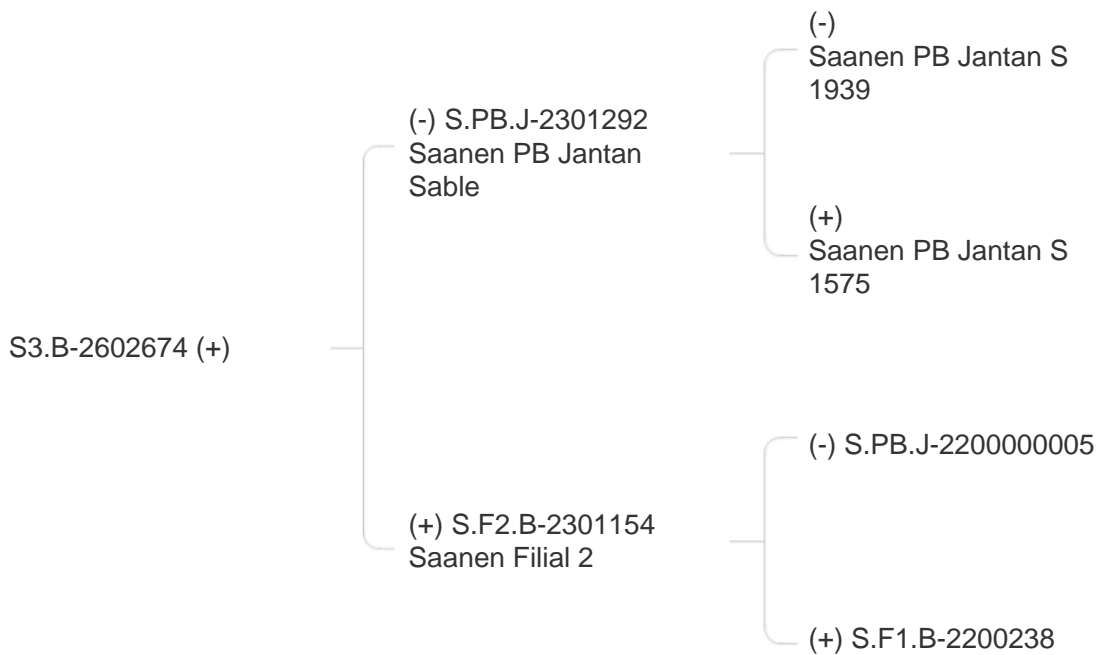 (-)
Saanen PB Jantan S
1939
(-) S.PB.J-2301292
Saanen PB Jantan
Sable
(+)
Saanen PB Jantan S
1575
S3.B-2602674 (+)
(-) S.PB.J-2200000005
(+) S.F2.B-2301154
Saanen Filial 2
(+) S.F1.B-2200238